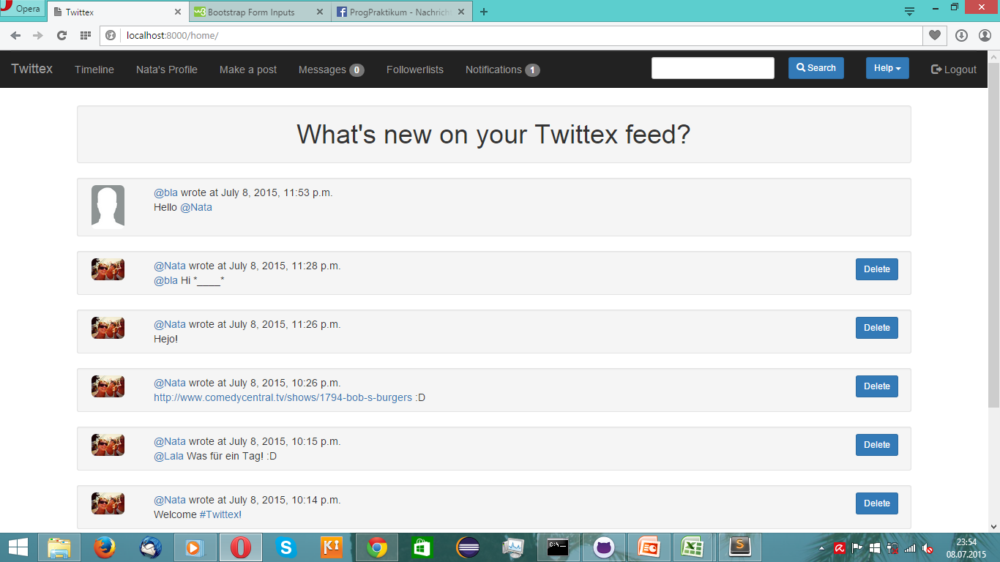 Opera
Twittex
Bootstrap Form Inputs
ProgPraktikum - Nachricht
localhost:8000/home/
Twittex Timeline Nata's Profile Make a post Messages 0 Followerlists Notifications 1 Search Help Logout
What's new on your Twittex feed?
@bla wrote at July 8, 2015, 11:53 p.m.
Hello @Nata
@Nata wrote at July 8, 2015, 11:28 p.m.
Delete
@bla Hi *____*
@Nata wrote at July 8, 2015, 11:26 p.m.
Delete
Hejo!
@Nata wrote at July 8, 2015, 10:26 p.m.
Delete
http://www.comedycentral.tv/shows/1794-bob-s-burgers :D
@Nata wrote at July 8, 2015, 10:15 p.m.
Delete
@Lala Was für ein Tag! :D
@Nata wrote at July 8, 2015, 10:14 p.m.
Delete
Welcome #Twittex!
23:54
08.07.2015